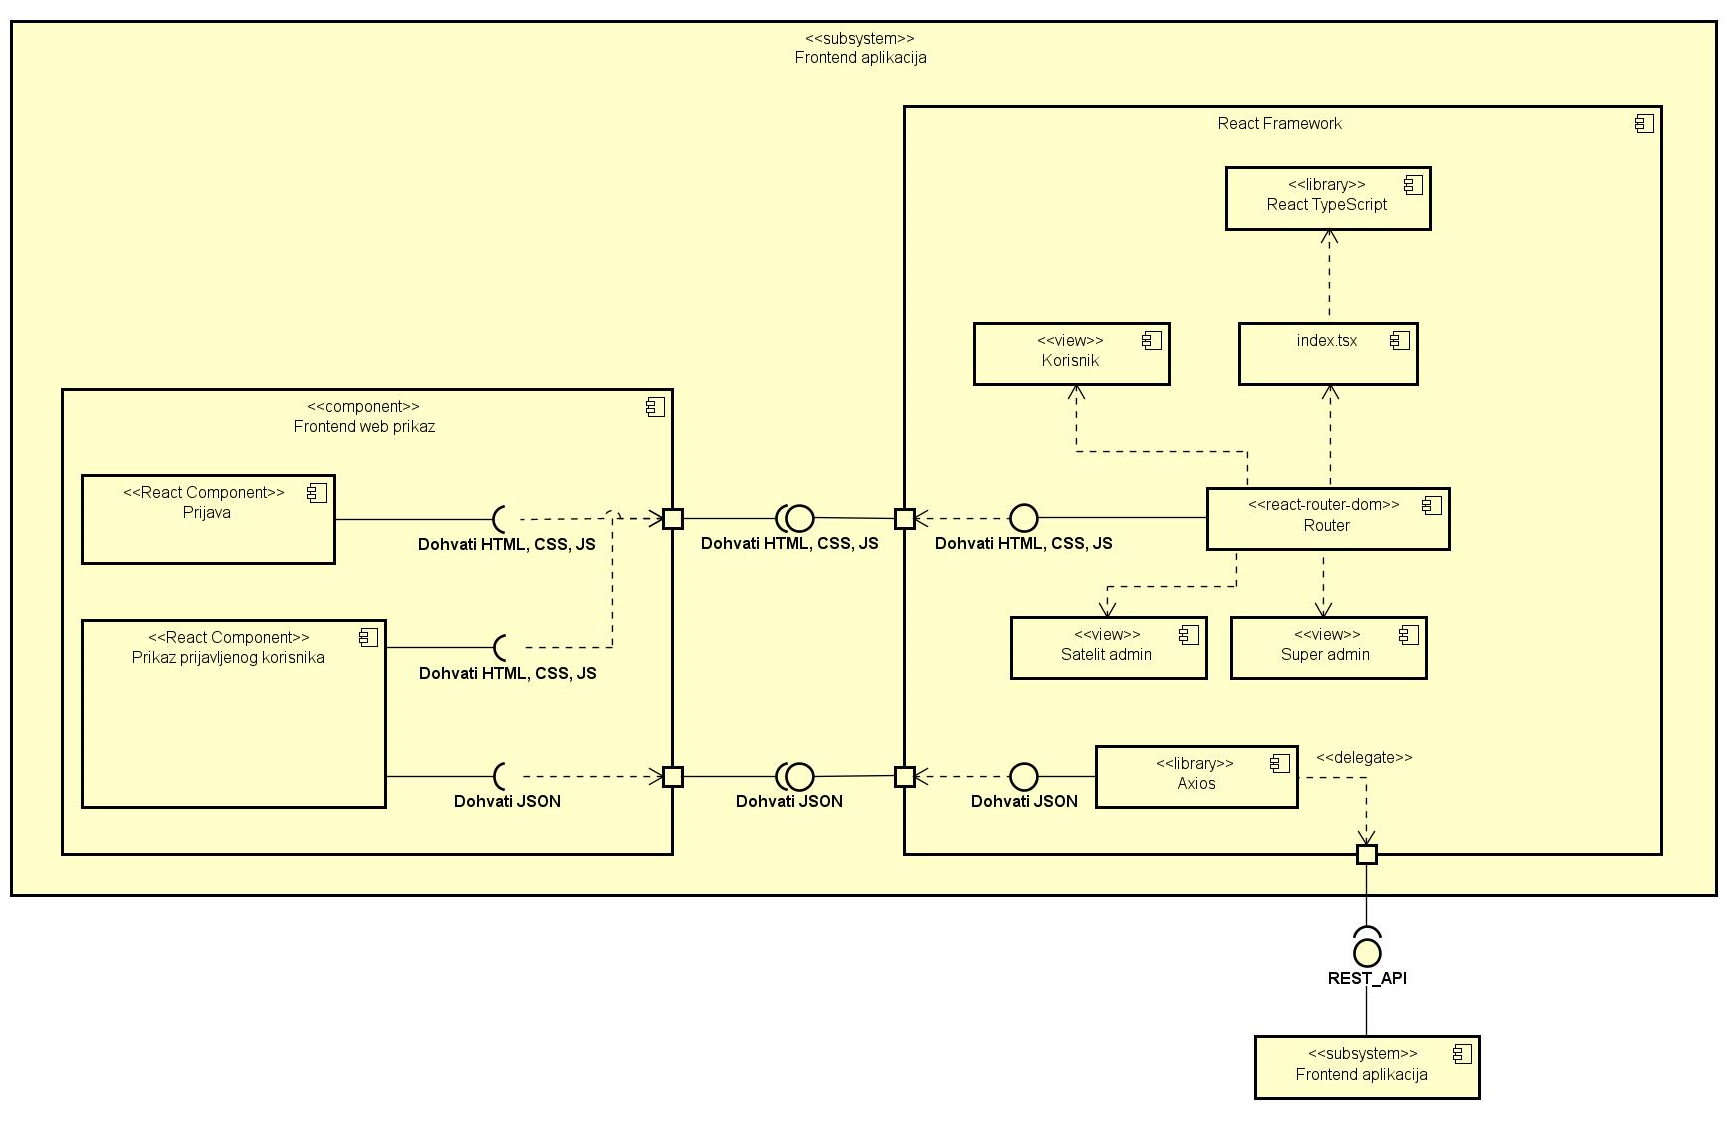 <<subsystem>>
Frontend aplikacija
React Framework
<<library>>
React TypeScript
<<view>>
Korisnik
index.tsx
<<component>>
Frontend web prikaz
<<React Component>>
Prijava
Dohvati HTML, CSS, JS
Dohvati HTML, CSS, JS
Dohvati HTML, CSS, JS
<<react-router-dom>>
Router
<<React Component>>
Prikaz prijavljenog korisnika
Dohvati HTML, CSS, JS
<<view>>
Satelit admin
<<view>>
Super admin
Dohvati JSON
Dohvati JSON
Dohvati JSON
<<library>>
Axios
<<delegate>>
REST_API
<<subsystem>>
Frontend aplikacija